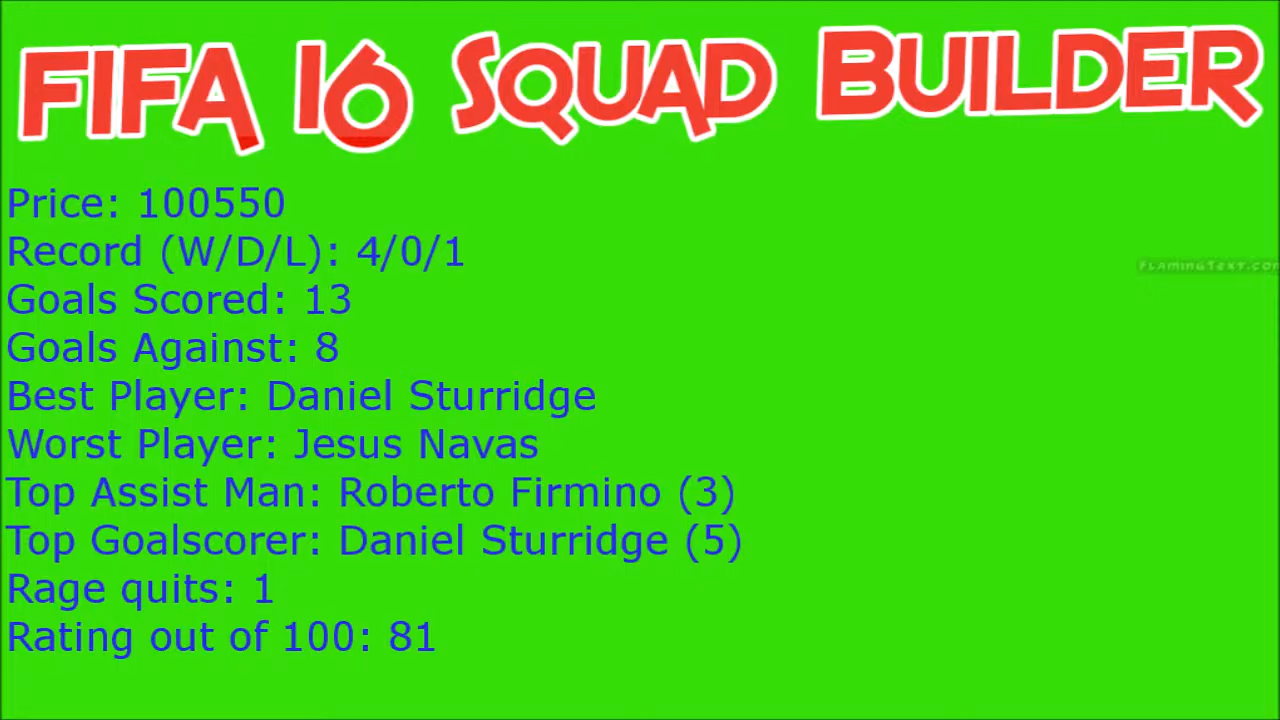 FIFA 16 SQUAD BUILDER
Price: 100550
Record (W/D/L): 4/0/1
FLAMINGTEXT.COM
Goals Scored: 13
Goals Against: 8
Best Player: Daniel Sturridge
Worst Player: Jesus Navas
Top Assist Man: Roberto Firmino (3)
Top Goalscorer: Daniel Sturridge (5)
Rage quits: 1
Rating out of 100: 81